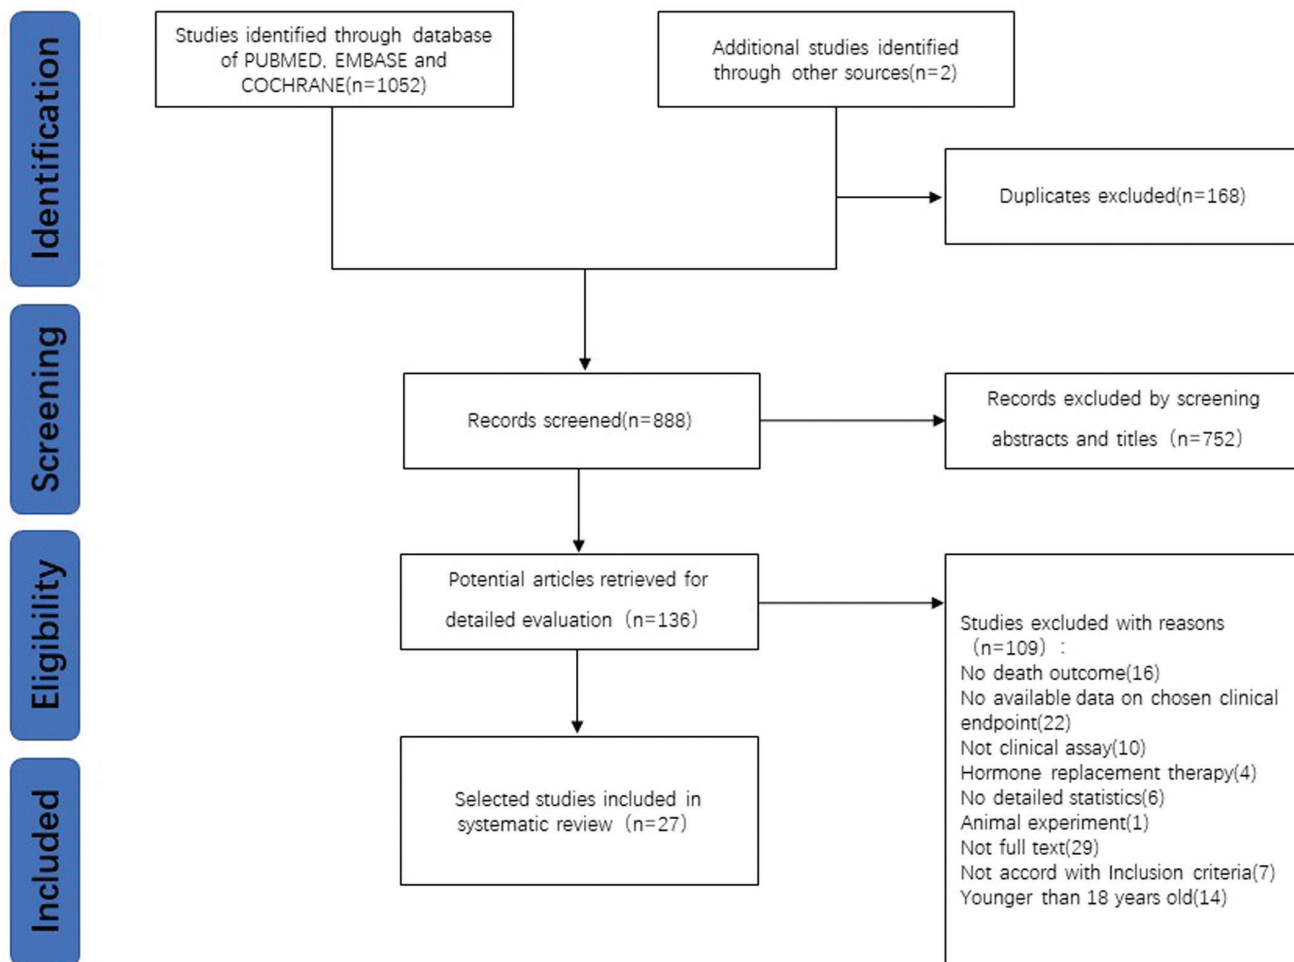 Identification
Studies identified through database
of PUBMED, EMBASE and
COCHRANE(n=1052)
Additional studies identified
through other sources(n=2)
Duplicates excluded(n=168)
Screening
Records screened(n=888)
Records excluded by screening
abstracts and titles（n=752）
Eligibility
Potential articles retrieved for
detailed evaluation（n=136）
Studies excluded with reasons
（n=109）:
No death outcome(16)
No available data on chosen clinical
endpoint(22)
Not clinical assay(10)
Hormone replacement therapy(4)
No detailed statistics(6)
Animal experiment(1)
Not full text(29)
Not accord with Inclusion criteria(7)
Younger than 18 years old(14)
Included
Selected studies included in
systematic review（n=27）